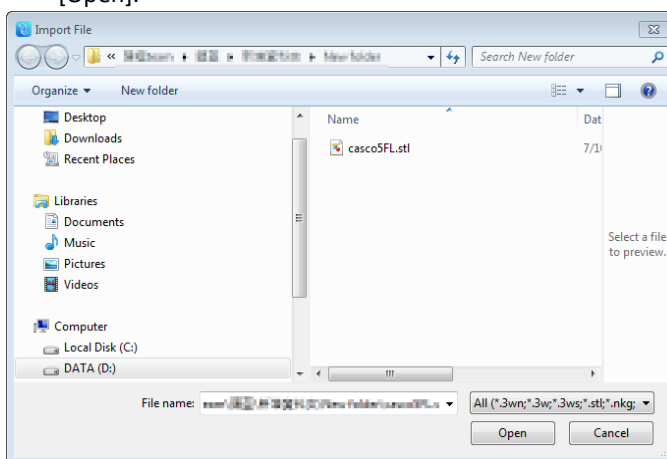 [Open].
Import File
« New folder Search New folder
Organize New folder
Desktop
Downloads
Recent Places
Libraries
Documents
Music
Pictures
Videos
Computer
Local Disk (C:)
DATA (D:)
Name Dat
casco5FL.stl 7/1
Select a file
to preview.
File name: All (*.3wn;*.3w;*.3ws;*.stl;*.nkg;
Open Cancel